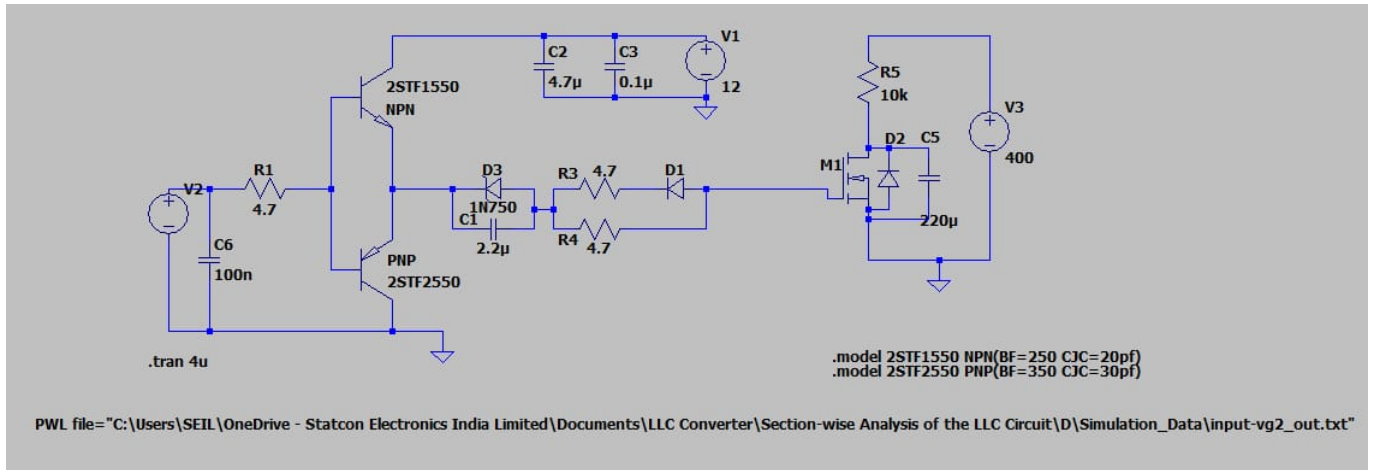 V1
C2
C3
4.7µ
0.1µ
12
2STF1550
NPN
R5
10k
V3
400
D2
C5
M1
220µ
R1
4.7
V2
C6
100n
D3
1N750
C1
2.2µ
R3
4.7
D1
R4
4.7
PNP
2STF2550
.tran 4u
.model 2STF1550 NPN(BF=250 CJC=20pf)
.model 2STF2550 PNP(BF=350 CJC=30pf)
PWL file="C:\Users\SEIL\OneDrive - Statcon Electronics India Limited\Documents\LLC Converter\Section-wise Analysis of the LLC Circuit\D\Simulation_Data\input-vg2_out.txt"